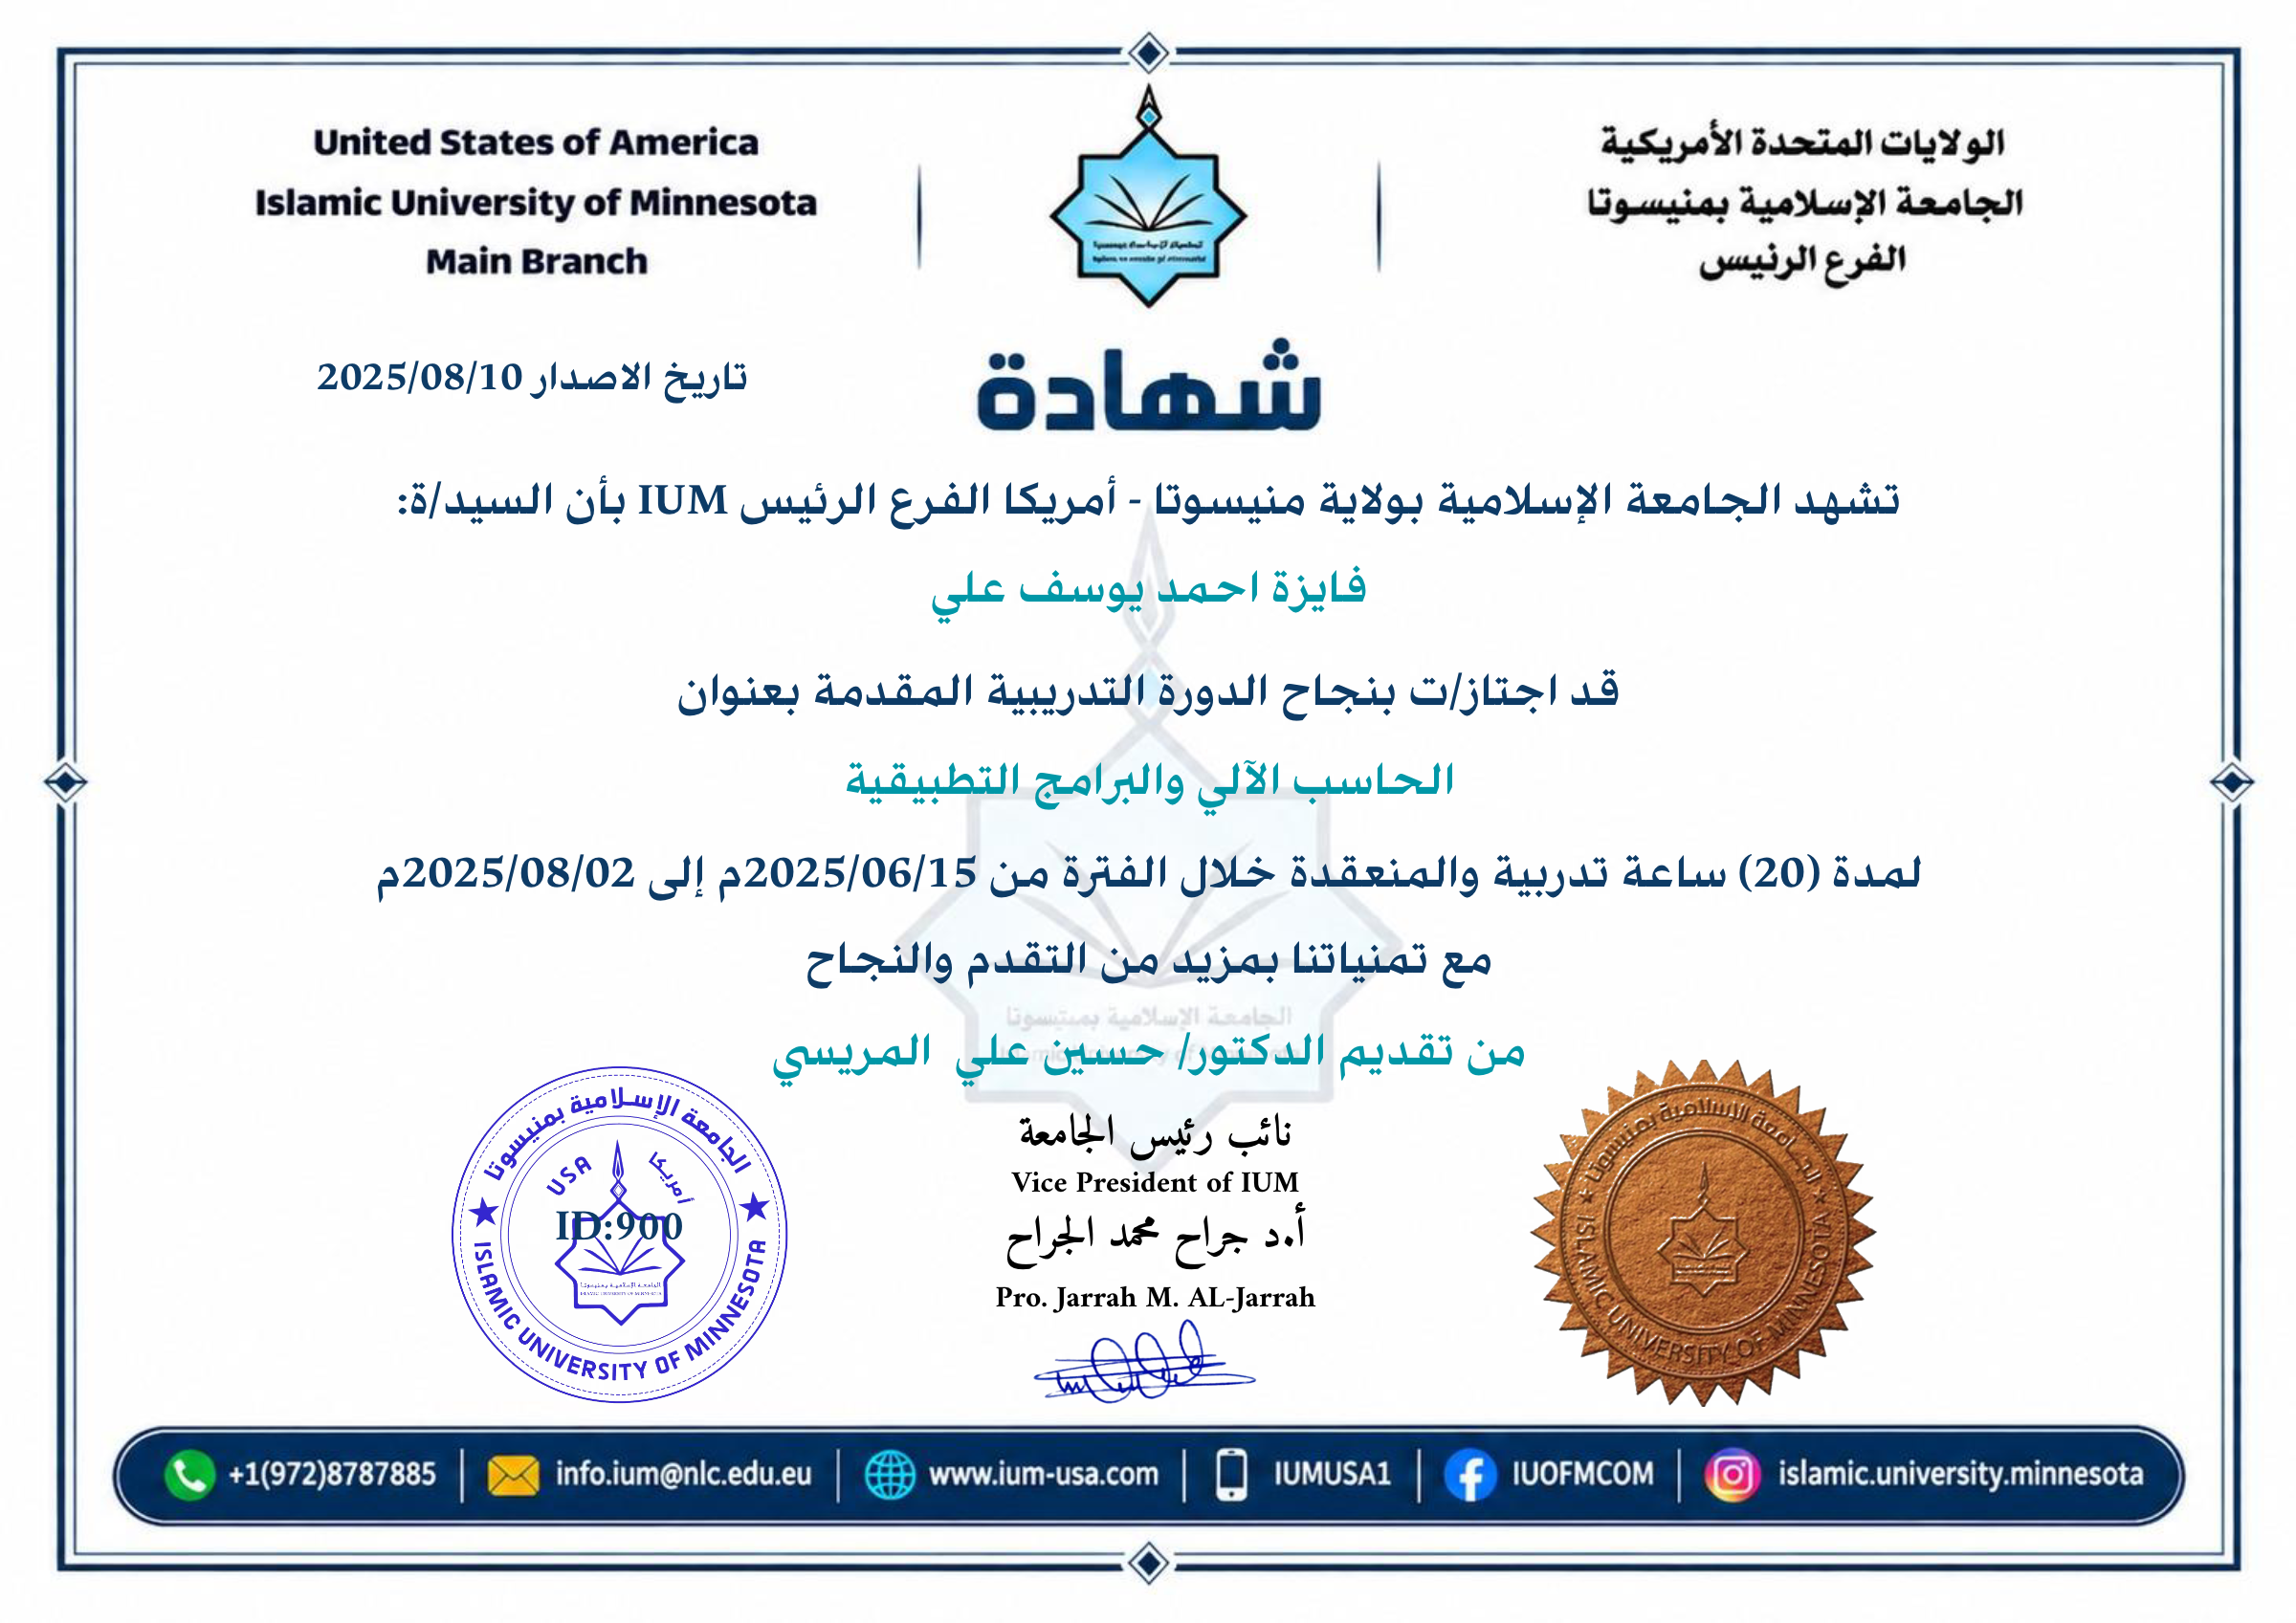 United States of America
Islamic University of Minnesota
Main Branch
الولايات المتحدة الأمريكية
الجامعة الإسلامية بمنيسوتا
الفرع الرئيس
شهادة
تاريخ الاصدار 2025/08/10
تشهد الجامعة الإسلامية بولاية منيسوتا - أمريكا الفرع الرئيس IUM بأن السيد/ة:
فايزة احمد يوسف علي
قد اجتاز/ت بنجاح الدورة التدريبية المقدمة بعنوان
الحاسب الآلي والبرامج التطبيقية
لمدة (20) ساعة تدربية والمنعقدة خلال الفترة من 2025/06/15م إلى 2025/08/02م
مع تمنياتنا بمزيد من التقدم والنجاح
الجامعة الإسلامية بمنيسوتا
من تقديم الدكتور/ حسين علي المريسي
نائب رئيس الجامعة
Vice President of IUM
أ.د جراح محمد الجراح
Pro. Jarrah M. AL-Jarrah
الجامعة الإسلامية بمنيسوتا
USA أمريكا
ID:900
ISLAMIC UNIVERSITY OF MINNESOTA
الجامعة الإسلامية بمنيسوتا
ISLAMIC UNIVERSITY OF MINNESOTA
+1(972)8787885
info.ium@nlc.edu.eu
www.ium-usa.com
IUMUSA1
IUOFMCOM
islamic.university.minnesota